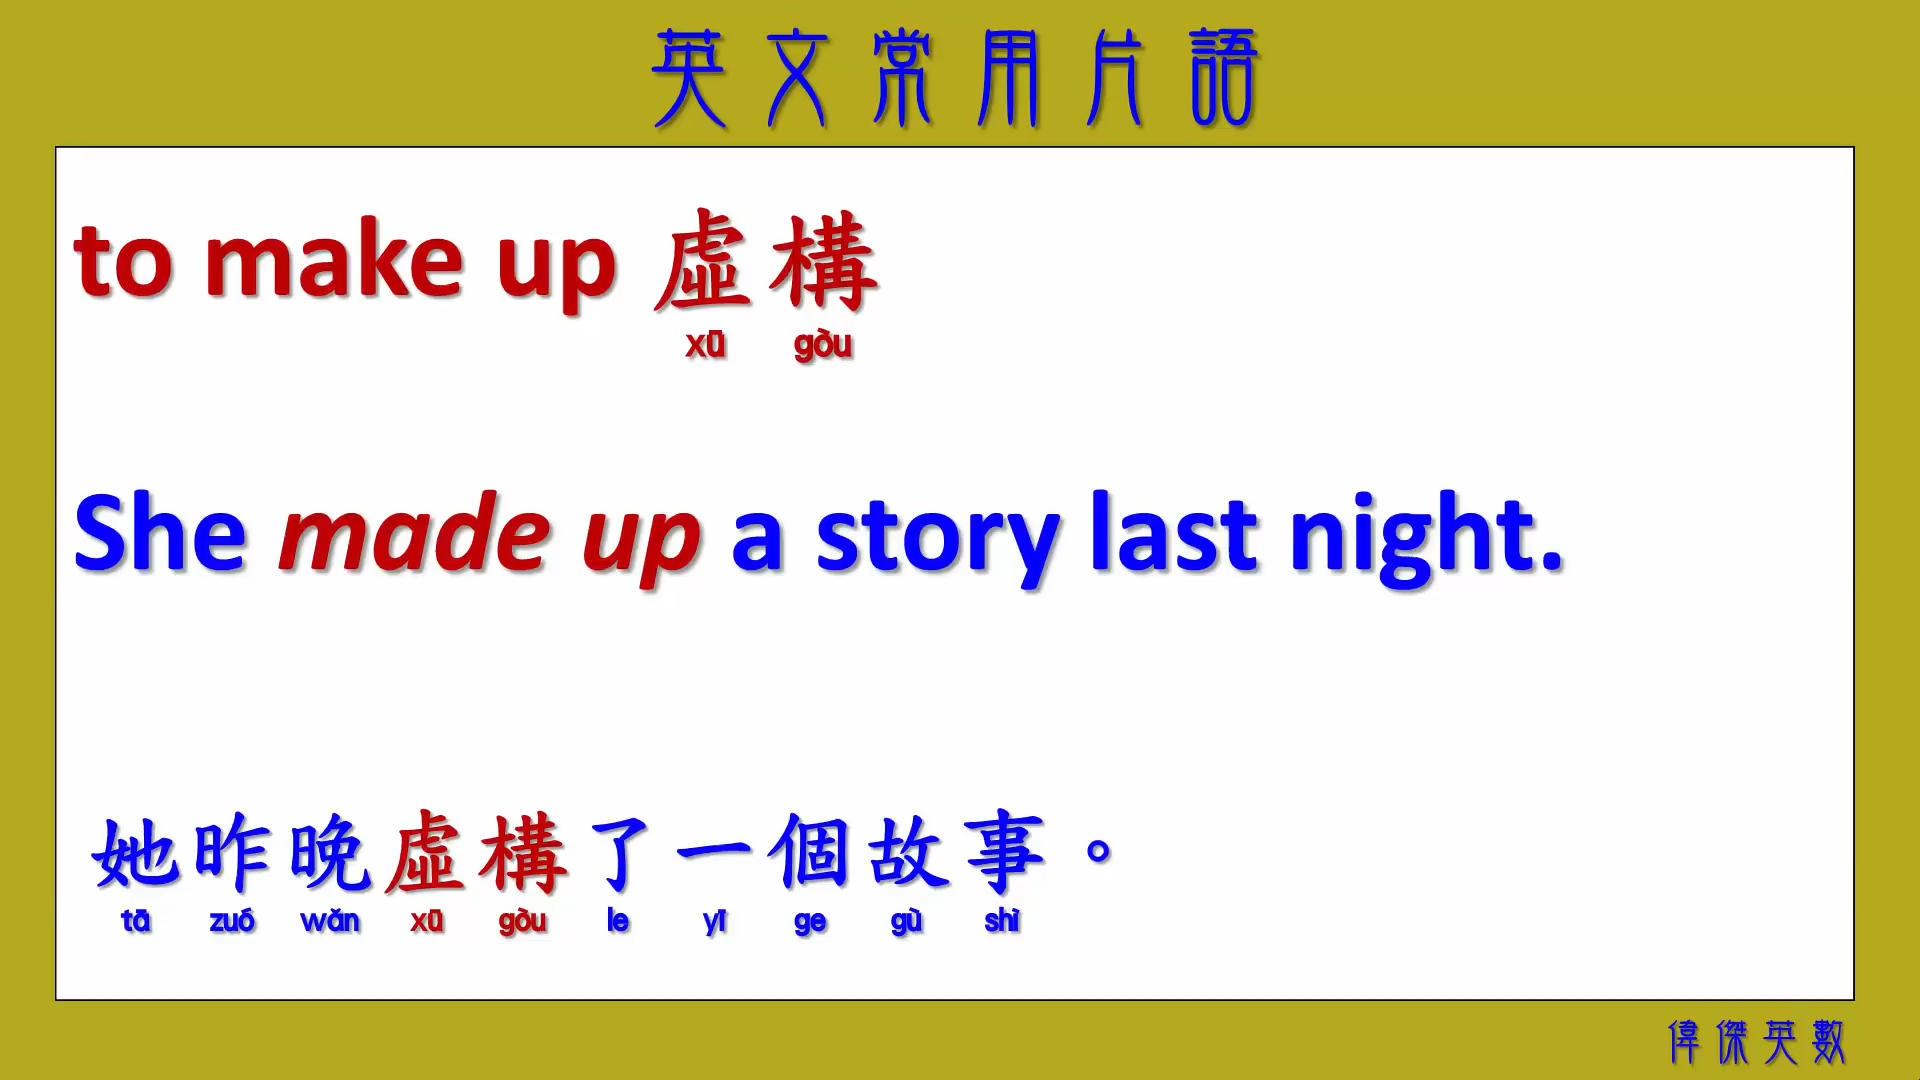 英文常用片語
to make up 虛構
xū gòu
She made up a story last night.
她昨晚虛構了一個故事。
tā zuó wǎn xū gòu le yī ge gù shì
偉傑英數